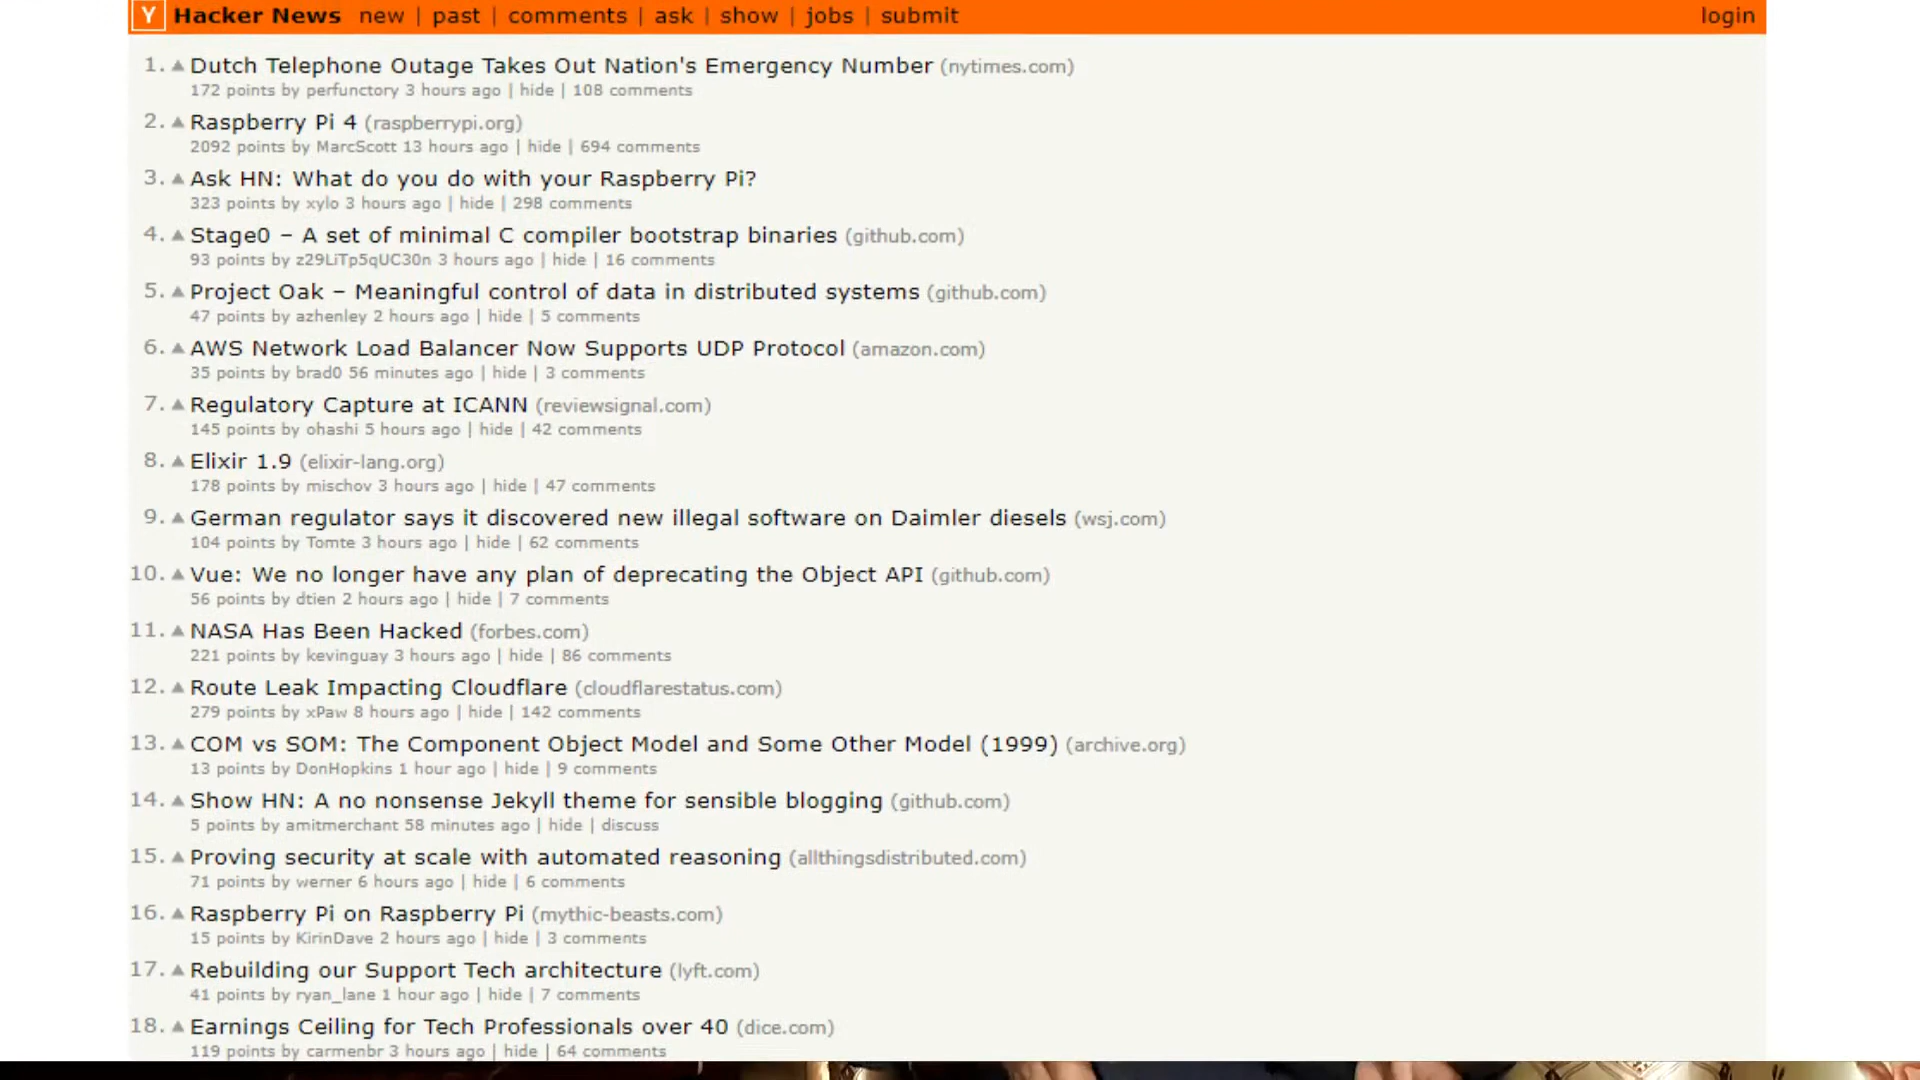 Y Hacker News new | past | comments | ask | show | jobs | submit login
1. Dutch Telephone Outage Takes Out Nation's Emergency Number (nytimes.com)
172 points by perfunctory 3 hours ago | hide | 108 comments
2. Raspberry Pi 4 (raspberrypi.org)
2092 points by MarcScott 13 hours ago | hide | 694 comments
3. Ask HN: What do you do with your Raspberry Pi?
323 points by xylo 3 hours ago | hide | 298 comments
4. Stage0 – A set of minimal C compiler bootstrap binaries (github.com)
93 points by z29LiTp5qUC30n 3 hours ago | hide | 16 comments
5. Project Oak – Meaningful control of data in distributed systems (github.com)
47 points by azhenley 2 hours ago | hide | 5 comments
6. AWS Network Load Balancer Now Supports UDP Protocol (amazon.com)
35 points by brad0 56 minutes ago | hide | 3 comments
7. Regulatory Capture at ICANN (reviewsignal.com)
145 points by ohashi 5 hours ago | hide | 42 comments
8. Elixir 1.9 (elixir-lang.org)
178 points by mischov 3 hours ago | hide | 47 comments
9. German regulator says it discovered new illegal software on Daimler diesels (wsj.com)
104 points by Tomte 3 hours ago | hide | 62 comments
10. Vue: We no longer have any plan of deprecating the Object API (github.com)
56 points by dtien 2 hours ago | hide | 7 comments
11. NASA Has Been Hacked (forbes.com)
221 points by kevinguay 3 hours ago | hide | 86 comments
12. Route Leak Impacting Cloudflare (cloudflarestatus.com)
279 points by xPaw 8 hours ago | hide | 142 comments
13. COM vs SOM: The Component Object Model and Some Other Model (1999) (archive.org)
13 points by DonHopkins 1 hour ago | hide | 9 comments
14. Show HN: A no nonsense Jekyll theme for sensible blogging (github.com)
5 points by amitmerchant 58 minutes ago | hide | discuss
15. Proving security at scale with automated reasoning (allthingsdistributed.com)
71 points by werner 6 hours ago | hide | 6 comments
16. Raspberry Pi on Raspberry Pi (mythic-beasts.com)
15 points by KirinDave 2 hours ago | hide | 3 comments
17. Rebuilding our Support Tech architecture (lyft.com)
41 points by ryan_lane 1 hour ago | hide | 7 comments
18. Earnings Ceiling for Tech Professionals over 40 (dice.com)
119 points by carmenbr 3 hours ago | hide | 64 comments